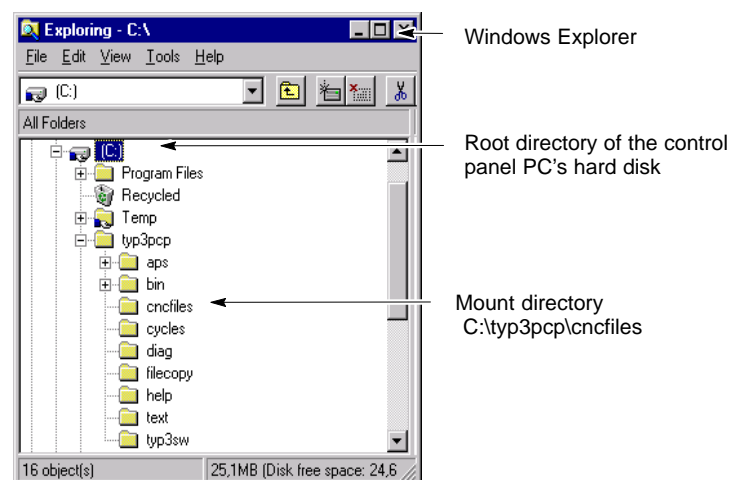 Exploring - C:\
File Edit View Tools Help
(C:)
All Folders
(C:)
Program Files
Recycled
Temp
typ3pcp
aps
bin
cncfiles
cycles
diag
filecopy
help
text
typ3sw
16 object(s)
25,1MB (Disk free space: 24,6
Windows Explorer
Root directory of the control
panel PC's hard disk
Mount directory
C:\typ3pcp\cncfiles